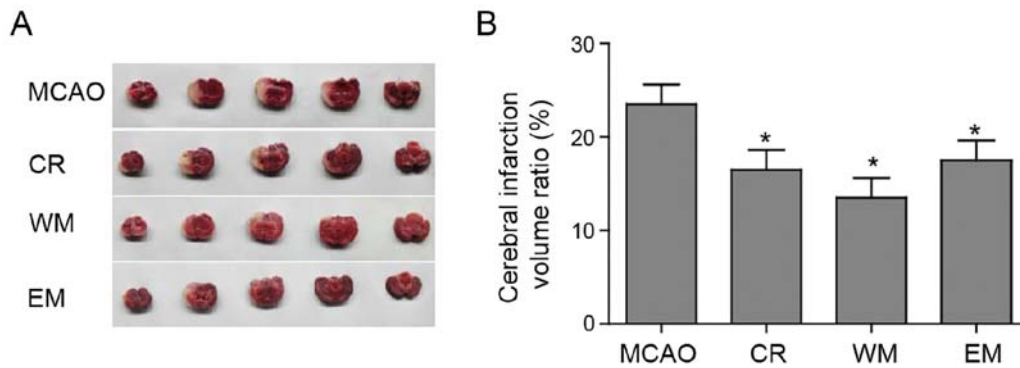 A
MCAO
CR
WM
EM
B
Cerebral infarction
volume ratio (%)
30
20
10
0
*
*
*
MCAO CR WM EM